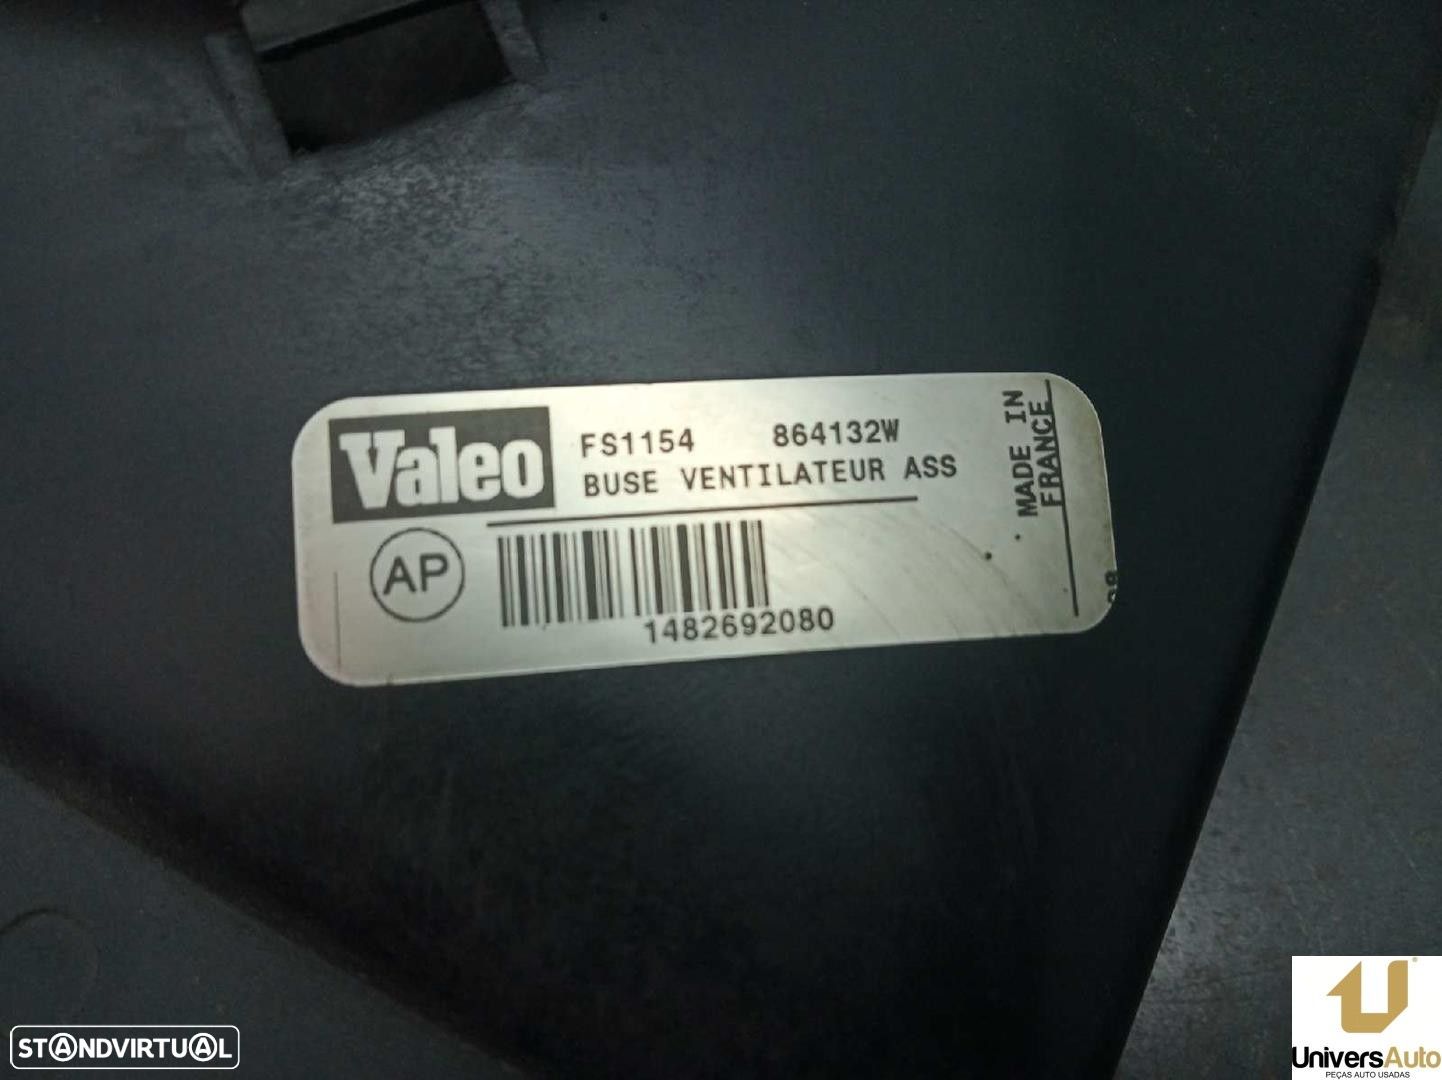 Valeo
FS1154 864132W
BUSE VENTILATEUR ASS
MADE IN
FRANCE
AP
1482692080
STANDVIRTUAL
UniversAuto
PEÇAS AUTO USADAS